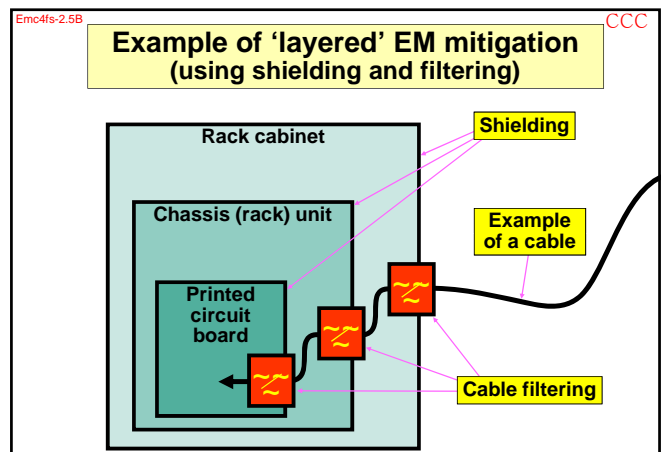 Emc4fs-2.5B
CCC
Example of ‘layered’ EM mitigation
(using shielding and filtering)
Shielding
Rack cabinet
Chassis (rack) unit
Example
of a cable
Printed
circuit
board
Cable filtering